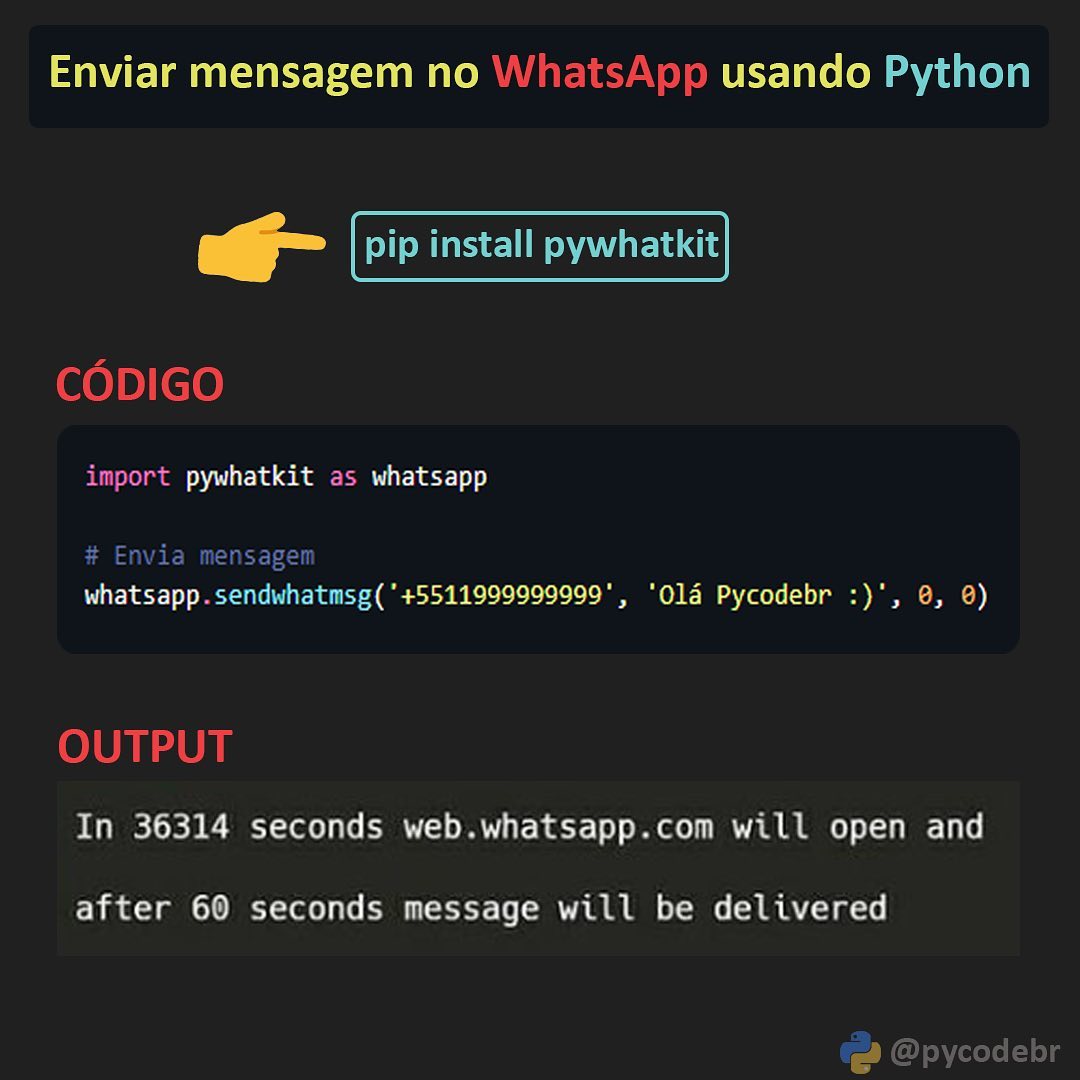 Enviar mensagem no WhatsApp usando Python
pip install pywhatkit
CÓDIGO
import pywhatkit as whatsapp
# Envia mensagem
whatsapp.sendwhatmsg('+5511999999999', 'Olá Pycodebr :)', 0, 0)
OUTPUT
In 36314 seconds web.whatsapp.com will open and
after 60 seconds message will be delivered
@pycodebr